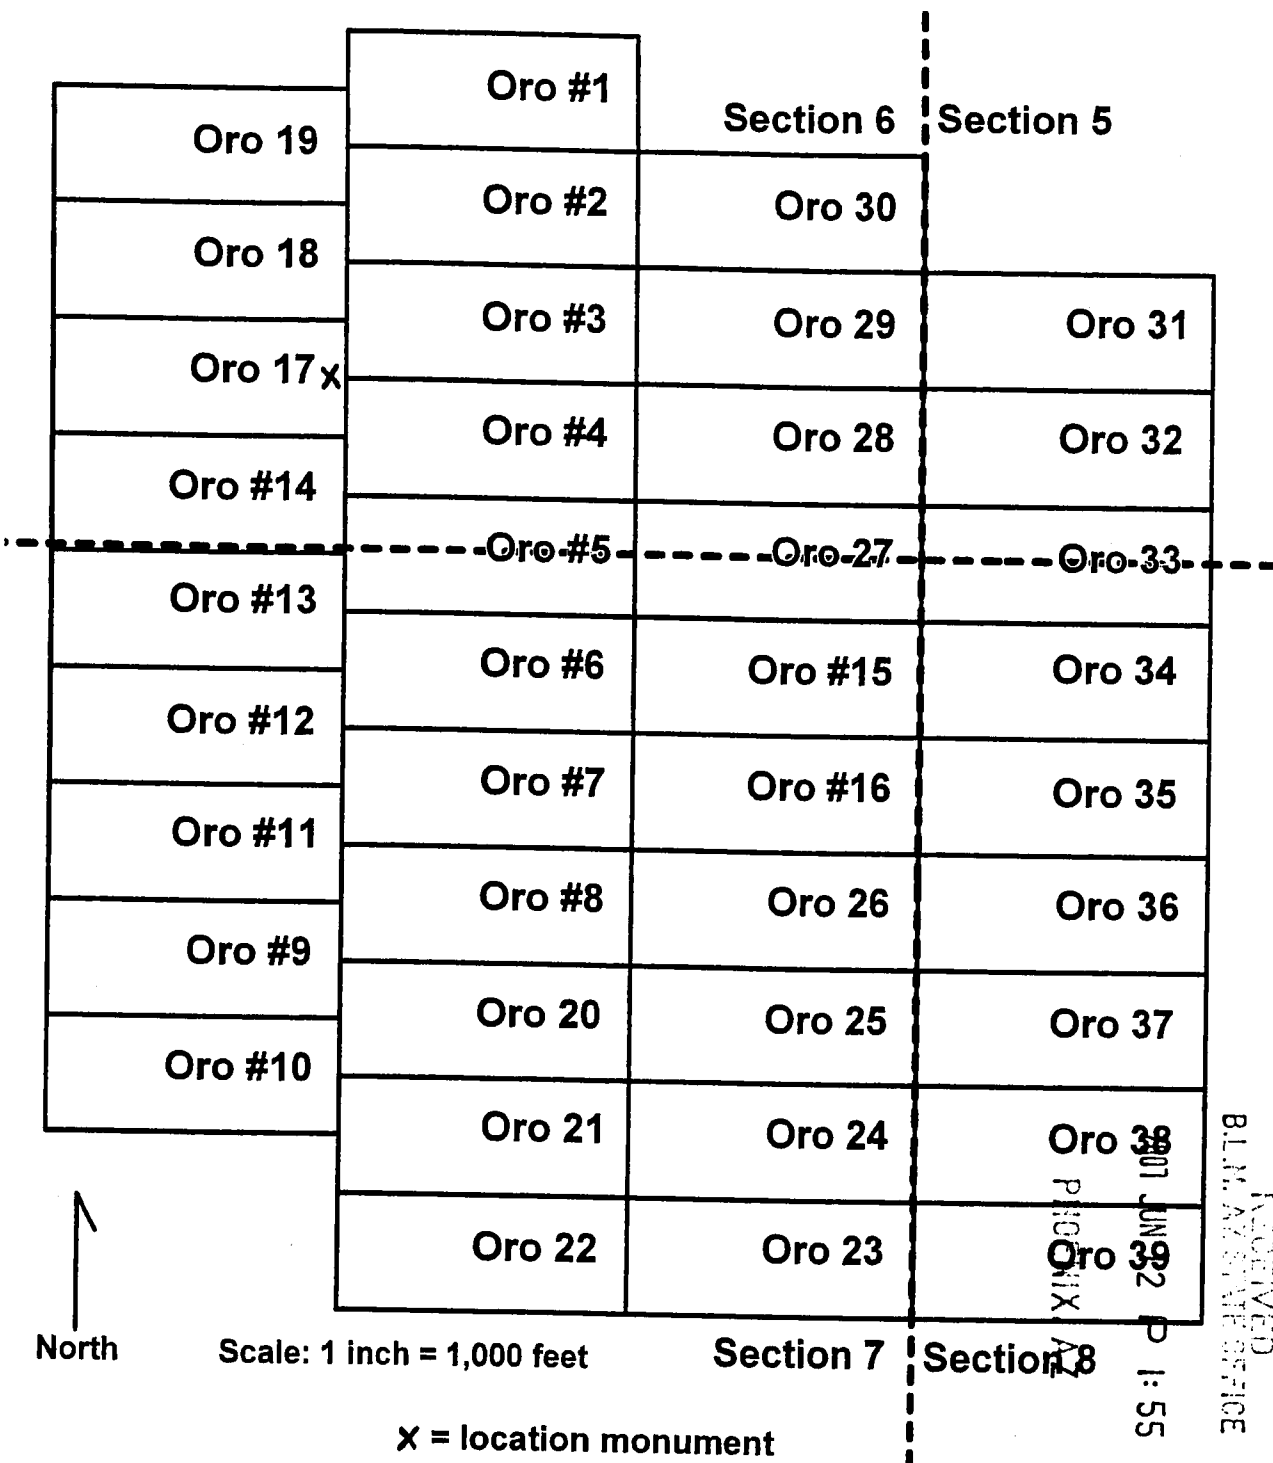 Oro #1
Section 6 Section 5
Oro 19
Oro #2
Oro 30
Oro 18
Oro #3
Oro 29
Oro 31
Oro 17 x
Oro #4
Oro 28
Oro 32
Oro #14
Oro #5
Oro 27
Oro 33
Oro #13
Oro #6
Oro #15
Oro 34
Oro #12
Oro #7
Oro #16
Oro 35
Oro #11
Oro #8
Oro 26
Oro 36
Oro #9
Oro 20
Oro 25
Oro 37
Oro #10
Oro 21
Oro 24
Oro 38
Oro 22
Oro 23
Oro 39
North
Scale: 1 inch = 1,000 feet
Section 7 Section 8
x = location monument
RECEIVED
B.L.M. AZ STATE OFFICE
JUN 12 P 1:55
PHOENIX, AZ